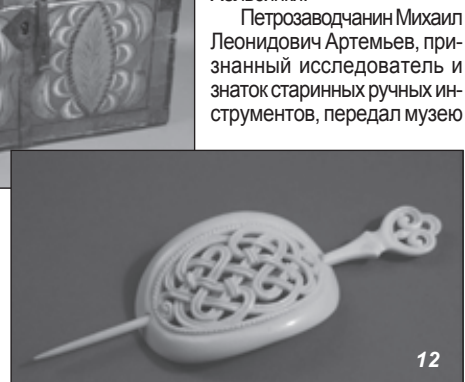 Петрозаводчанин Михаил
Леонидович Артемьев, при-
знанный исследователь и
знаток старинных ручных ин-
струментов, передал музею
12